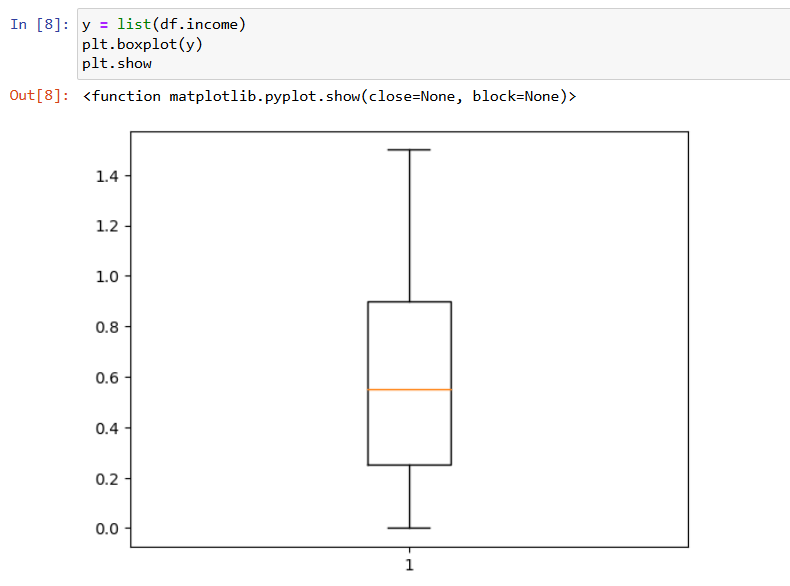 In [8]: y = list(df.income)
plt.boxplot(y)
plt.show
Out[8]: <function matplotlib.pyplot.show(close=None, block=None)>
1.4
1.2
1.0
0.8
0.6
0.4
0.2
0.0
1